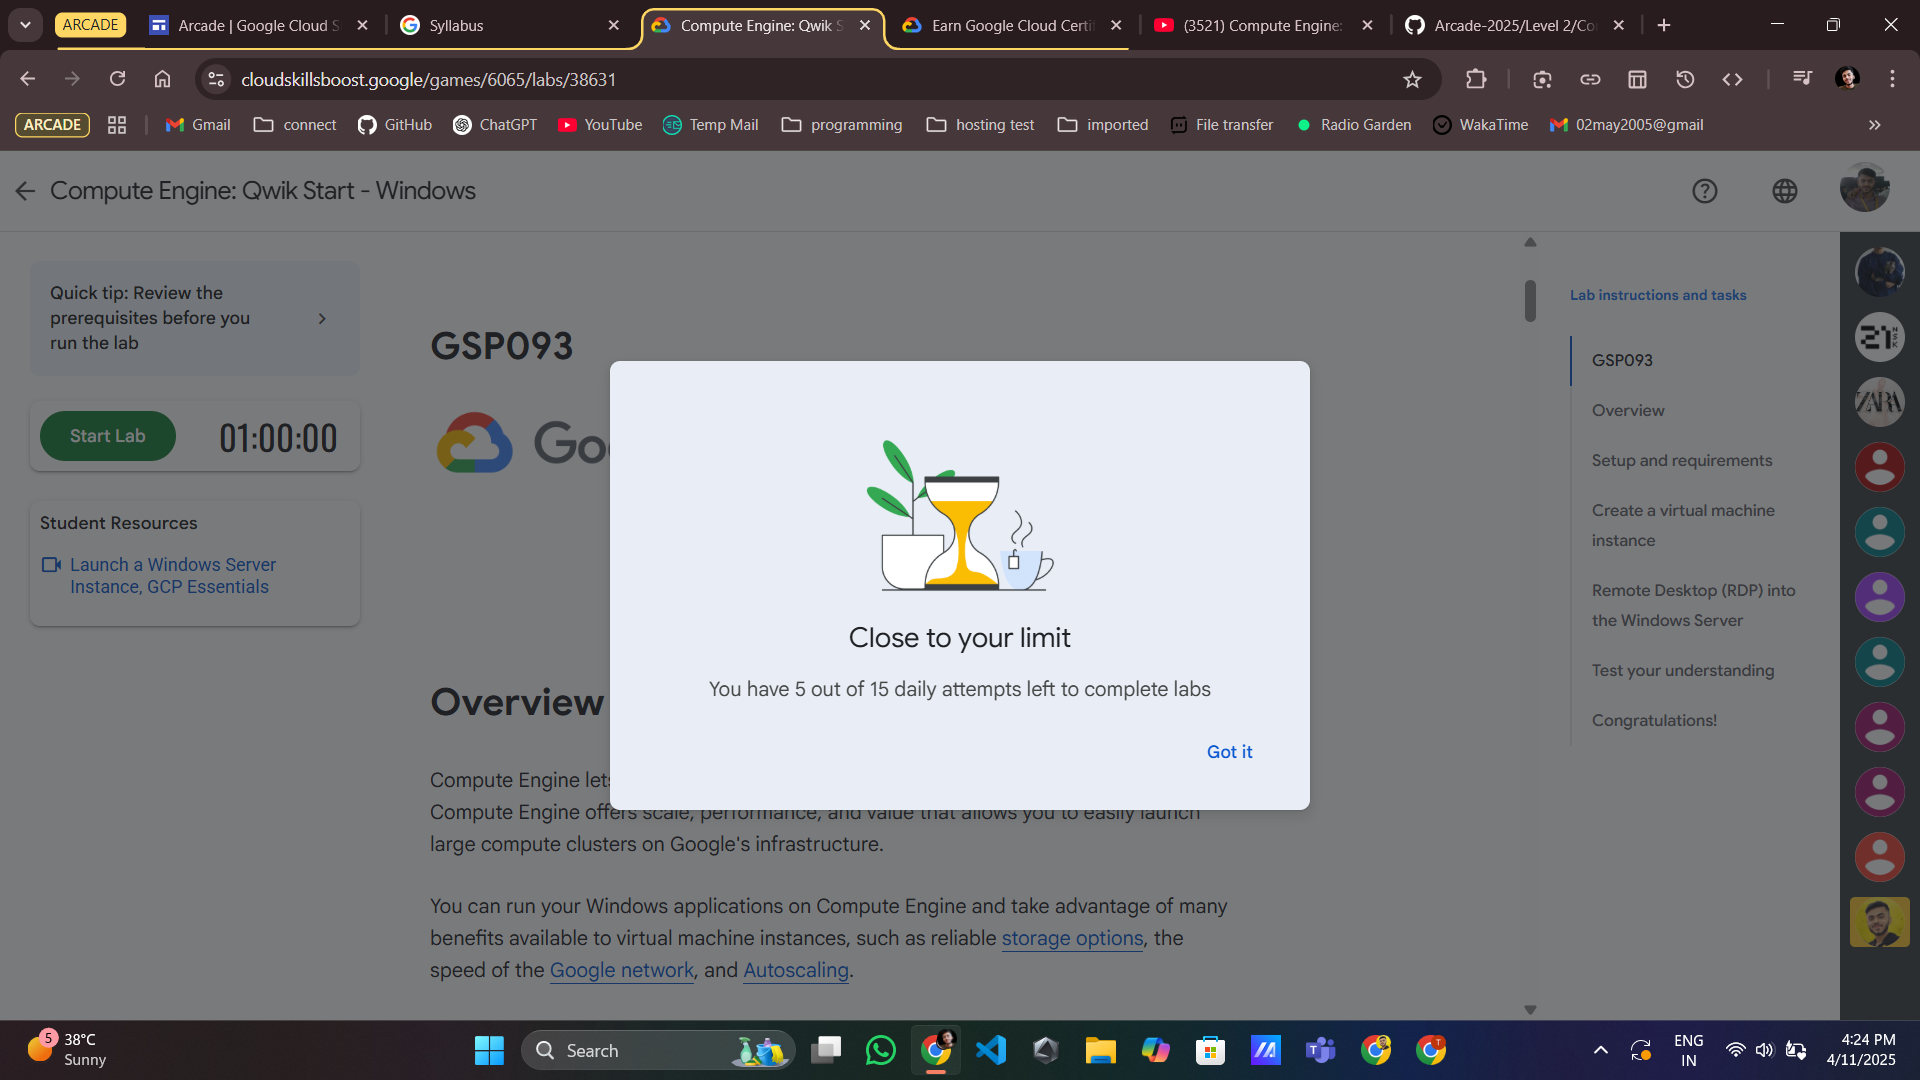 ARCADE
Arcade | Google Cloud S
Syllabus
Compute Engine: Qwik S
Earn Google Cloud Certi
(3521) Compute Engine:
Arcade-2025/Level 2/Co
cloudskillsboost.google/games/6065/labs/38631
ARCADE
Gmail
connect
GitHub
ChatGPT
YouTube
Temp Mail
programming
hosting test
imported
File transfer
Radio Garden
WakaTime
02may2005@gmail
Compute Engine: Qwik Start - Windows
Quick tip: Review the
prerequisites before you
run the lab
Start Lab
01:00:00
Student Resources
Launch a Windows Server
Instance, GCP Essentials
GSP093
Goo
Overview
Compute Engine lets
Compute Engine offers scale, performance, and value that allows you to easily launch
large compute clusters on Google's infrastructure.
You can run your Windows applications on Compute Engine and take advantage of many
benefits available to virtual machine instances, such as reliable storage options, the
speed of the Google network, and Autoscaling.
Close to your limit
You have 5 out of 15 daily attempts left to complete labs
Got it
Lab instructions and tasks
GSP093
Overview
Setup and requirements
Create a virtual machine
instance
Remote Desktop (RDP) into
the Windows Server
Test your understanding
Congratulations!
21
NSK
ZARA
5
38°C
Sunny
Search
T
ENG
IN
4:24 PM
4/11/2025